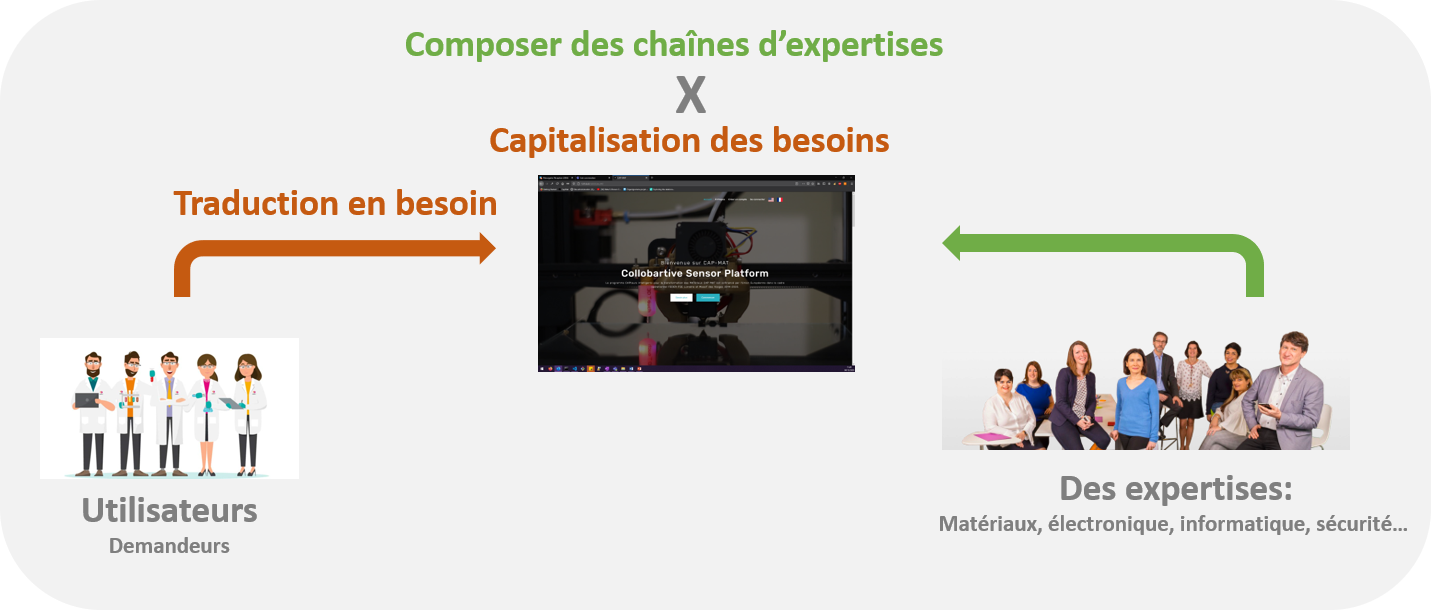 Composer des chaînes d’expertises
X
Capitalisation des besoins
Traduction en besoin
Bienvenue sur CAP-MAT
Collobartive Sensor Platform
Utilisateurs
Demandeurs
Des expertises:
Matériaux, électronique, informatique, sécurité…